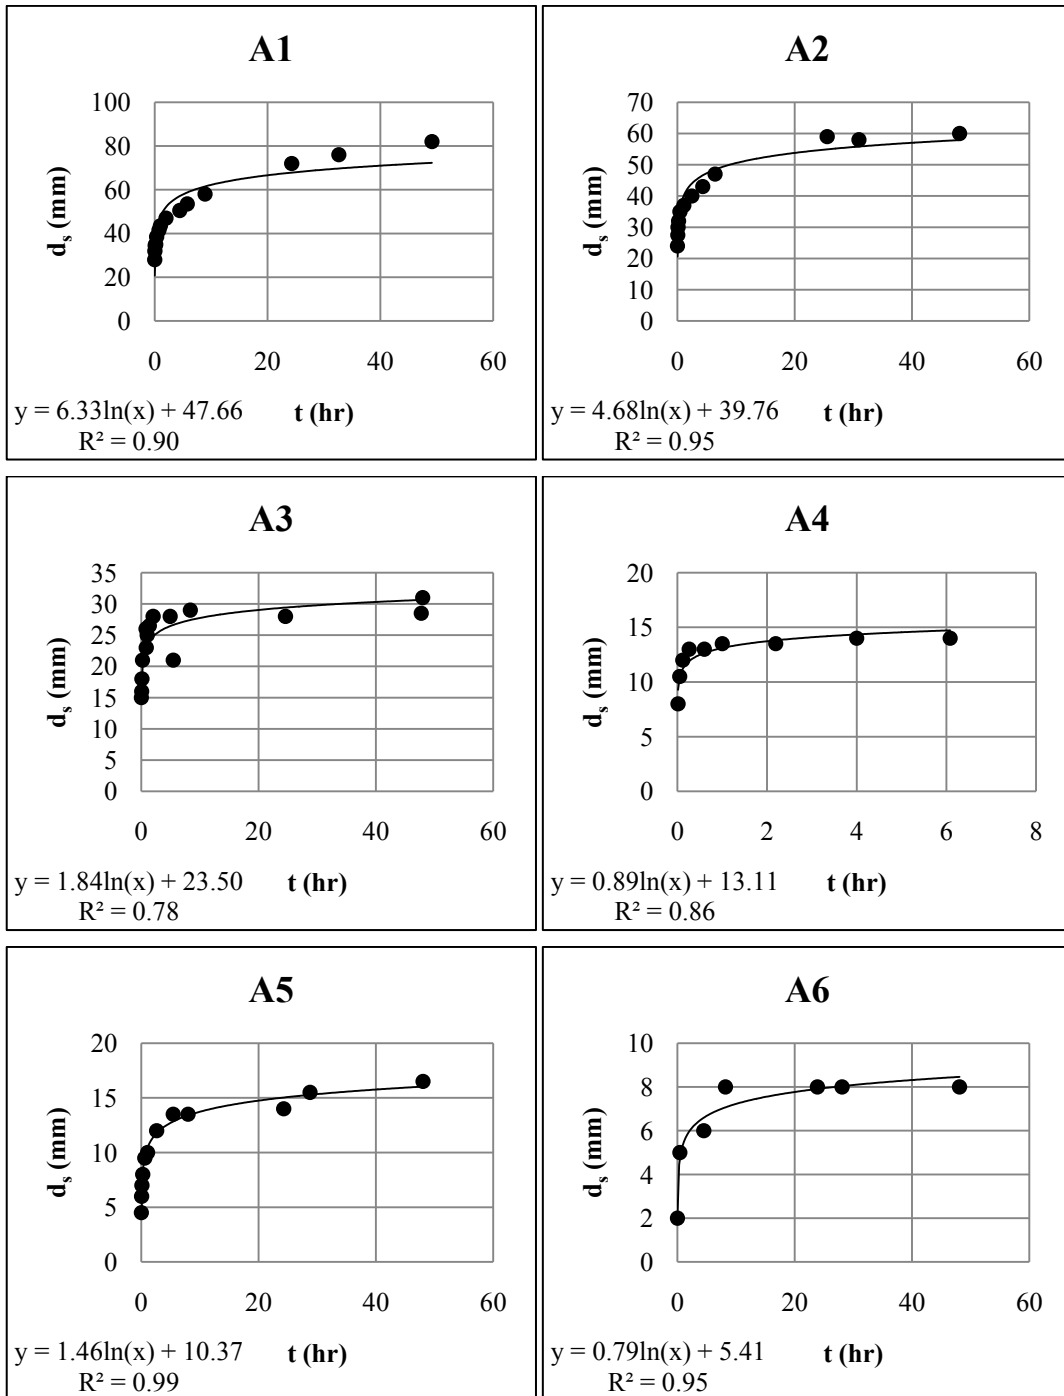 A1
100
80
60
40
20
0
d_s (mm)
0 20 40 60
y = 6.33ln(x) + 47.66 t (hr)
R² = 0.90
A2
70
60
50
40
30
20
10
0
d_s (mm)
0 20 40 60
y = 4.68ln(x) + 39.76 t (hr)
R² = 0.95
A3
35
30
25
20
15
10
5
0
d_s (mm)
0 20 40 60
y = 1.84ln(x) + 23.50 t (hr)
R² = 0.78
A4
20
15
10
5
0
d_s (mm)
0 2 4 6 8
y = 0.89ln(x) + 13.11 t (hr)
R² = 0.86
A5
20
15
10
5
0
d_s (mm)
0 20 40 60
y = 1.46ln(x) + 10.37 t (hr)
R² = 0.99
A6
10
8
6
4
2
0
d_s (mm)
0 20 40 60
y = 0.79ln(x) + 5.41 t (hr)
R² = 0.95